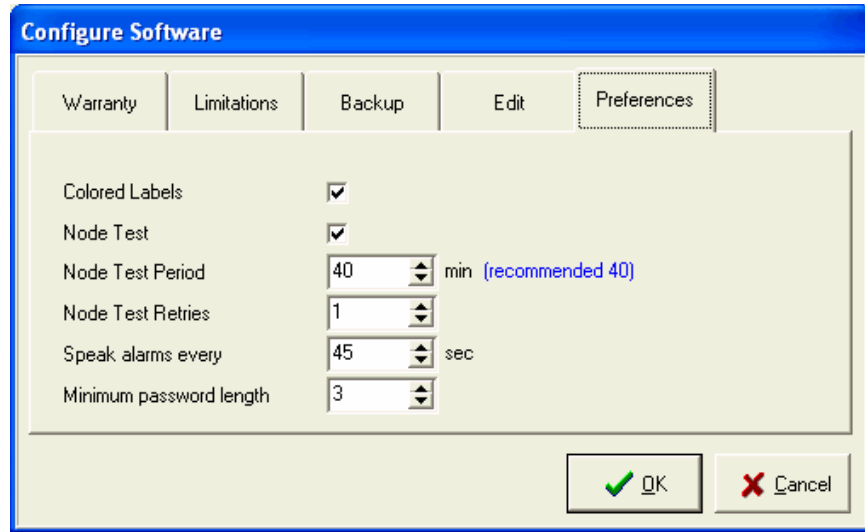 Configure Software
Warranty Limitations Backup Edit Preferences
Colored Labels
Node Test
Node Test Period 40 min (recommended 40)
Node Test Retries 1
Speak alarms every 45 sec
Minimum password length 3
OK Cancel